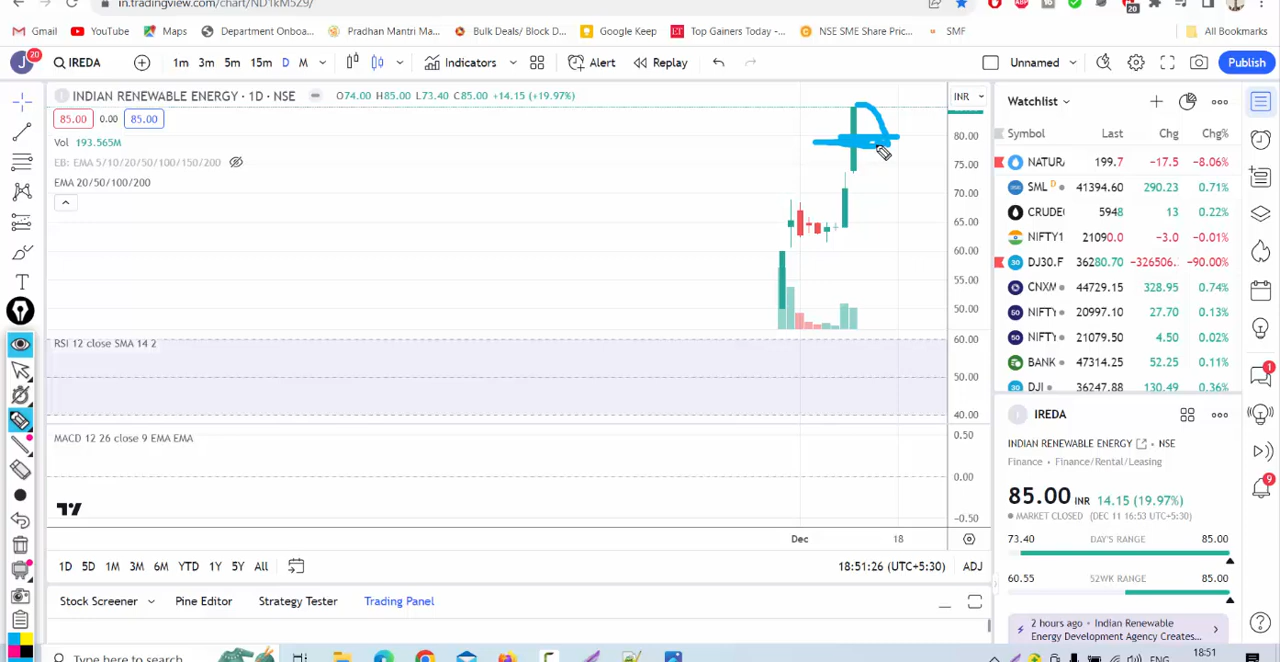 in.tradingview.com/chart/ND1kM5Z9/
20
Gmail YouTube Maps Department Onboa... Pradhan Mantri Ma... Bulk Deals/ Block D... Google Keep Top Gainers Today -... NSE SME Share Pric... SMF All Bookmarks
J 20 IREDA 1m 3m 5m 15m D M Indicators Alert Replay Unnamed Publish
INDIAN RENEWABLE ENERGY · 1D · NSE O74.00 H85.00 L73.40 C85.00 +14.15 (+19.97%) INR
85.00 0.00 85.00
Vol 193.565M
EB: EMA 5/10/20/50/100/150/200
EMA 20/50/100/200
80.00
75.00
70.00
65.00
60.00
55.00
50.00
RSI 12 close SMA 14 2
60.00
50.00
40.00
MACD 12 26 close 9 EMA EMA
0.50
0.00
−0.50
Dec 18
1D 5D 1M 3M 6M YTD 1Y 5Y All 18:51:26 (UTC+5:30) ADJ
Stock Screener Pine Editor Strategy Tester Trading Panel
Watchlist
Symbol Last Chg Chg%
NATUR 199.7 −17.5 −8.06%
SML D 41394.60 290.23 0.71%
CRUDE 5948 13 0.22%
NIFTY1 21090.0 −3.0 −0.01%
30 DJ30.F 36280.70 −326506. −90.00%
CNXM 44729.15 328.95 0.74%
50 NIFTY 20997.10 27.70 0.13%
50 NIFTY 21079.50 4.50 0.02%
BANK 47314.25 52.25 0.11%
30 DJI 36247.88 130.49 0.36%
I IREDA
INDIAN RENEWABLE ENERGY · NSE
Finance · Finance/Rental/Leasing
85.00 INR 14.15 (19.97%)
MARKET CLOSED (DEC 11 16:53 UTC+5:30)
73.40 DAY'S RANGE 85.00
60.55 52WK RANGE 85.00
2 hours ago · Indian Renewable
Energy Development Agency Creates...
1
9
Type here to search ENG 18:51